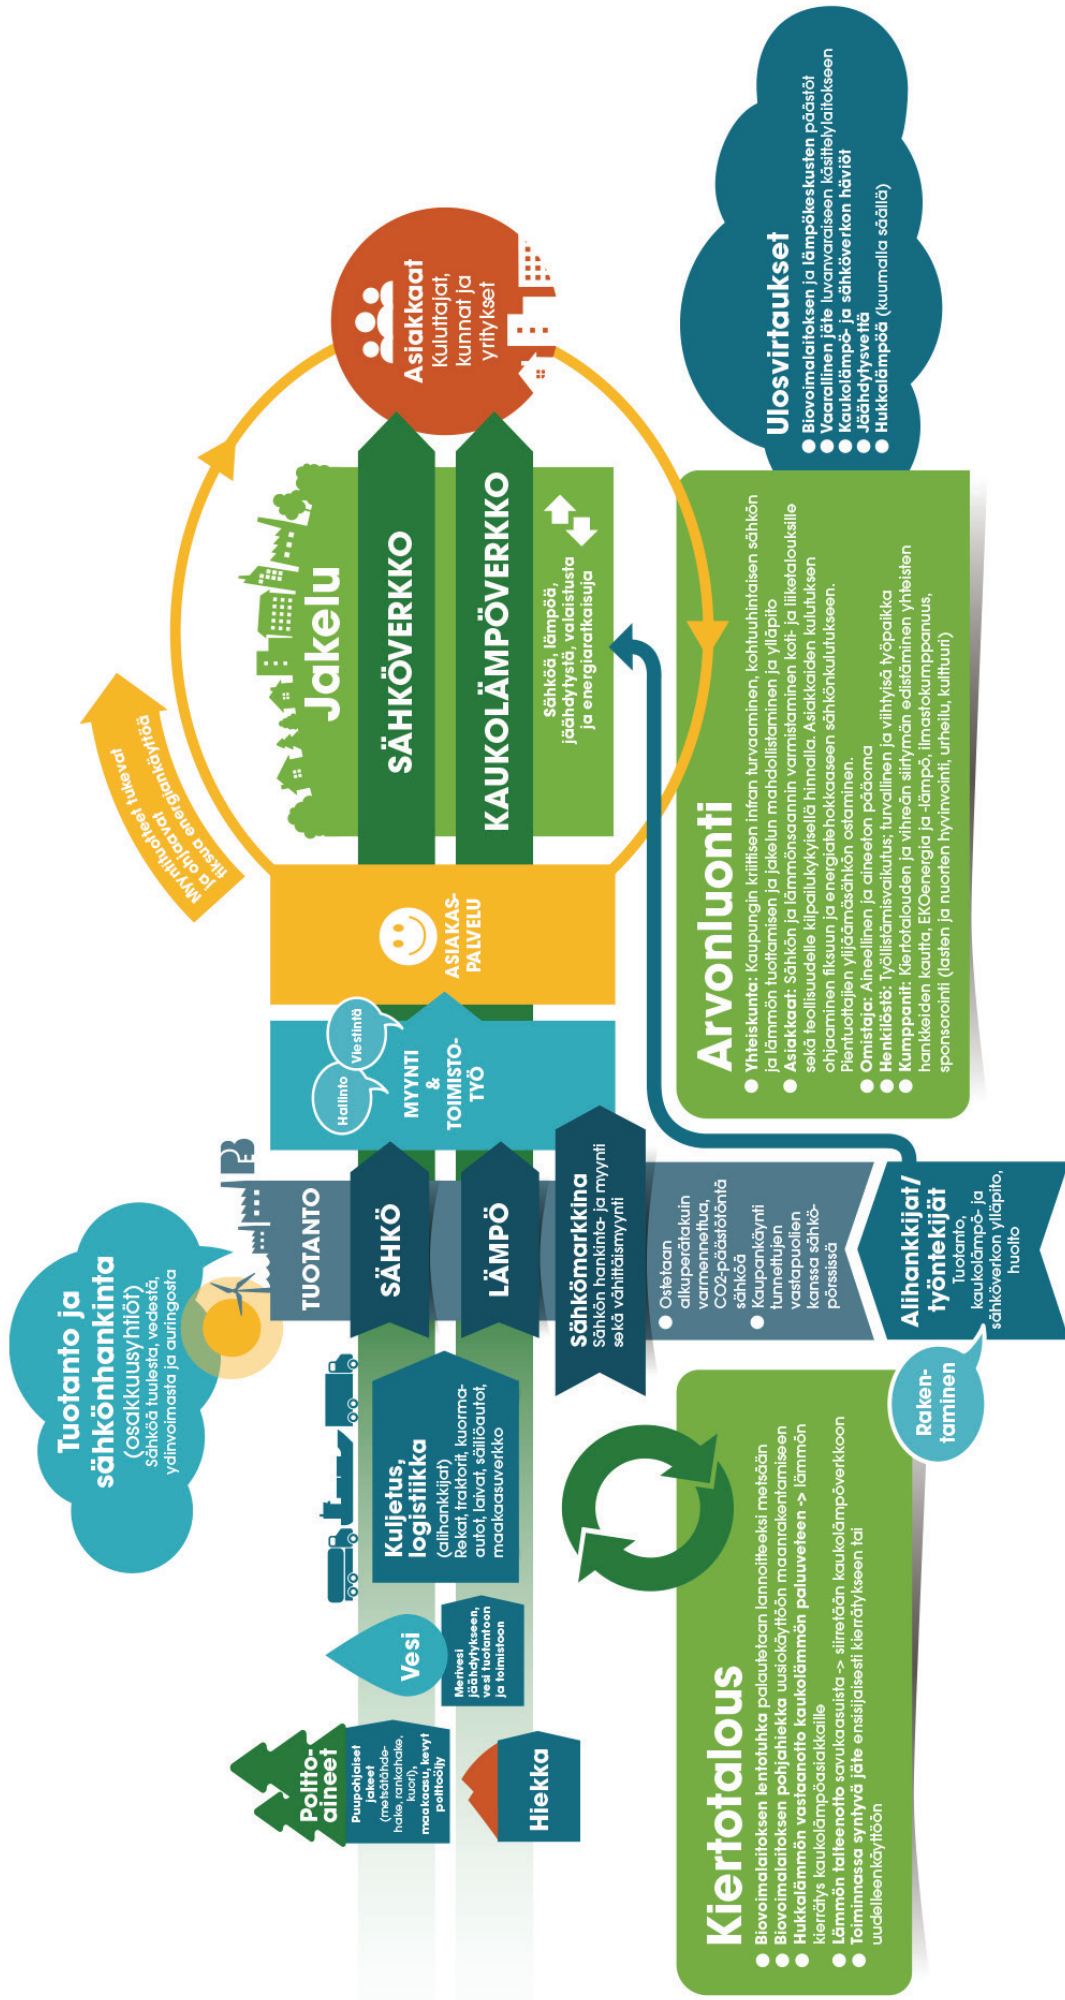 Tuotanto ja
sähkönhankinta
(osakkuusyhtiöt)
Sähköä tuulesta, vedestä,
ydinvoimasta ja auringosta
Myyntituotteet tukevat
ja ohjaavat
fiksua energiankäyttöä
Poltto-
aineet
Puupohjaiset
jakeet
(metsätähde-
hake, rankahake,
kuori),
maakaasu, kevyt
polttoöljy
Hiekka
Vesi
Merivesi
jäähdytykseen,
vesi tuotantoon
ja toimistoon
Kuljetus,
logistiikka
(alihankkijat)
Rekat, traktorit, kuorma-
autot, laivat, säiliöautot,
maakaasuverkko
TUOTANTO
SÄHKÖ
LÄMPÖ
Sähkömarkkina
Sähkön hankinta- ja myynti
sekä vähittäismyynti
● Ostetaan
alkuperätakuin
varmennettua,
CO2-päästötöntä
sähköä
● Kaupankäynti
tunnettujen
vastapuolien
kanssa sähkö-
pörssissä
Alihankkijat/
työntekijät
Tuotanto,
kaukolämpö- ja
sähköverkon ylläpito,
huolto
Raken-
taminen
Hallinto
Viestintä
MYYNTI
&
TOIMISTO-
TYÖ
ASIAKAS-
PALVELU
Jakelu
SÄHKÖVERKKO
KAUKOLÄMPÖVERKKO
Sähköä, lämpöä,
jäähdytystä, valaistusta
ja energiaratkaisuja
Asiakkaat
Kuluttajat,
kunnat ja
yritykset
Kiertotalous
● Biovoimalaitoksen lentotuhka palautetaan lannoitteeksi metsään
● Biovoimalaitoksen pohjahiekka uusiokäyttöön maanrakentamiseen
● Hukkalämmön vastaanotto kaukolämmön paluuveteen -> lämmön
kierrätys kaukolämpöasiakkaille
● Lämmön talteenotto savukaasuista -> siirretään kaukolämpöverkoon
● Toiminnassa syntyvä jäte ensisijaisesti kierrätykseen tai
uudelleenkäyttöön
Arvonluonti
● Yhteiskunta: Kaupungin kriittisen infran turvaaminen, kohtuuhintaisen sähkön
ja lämmön tuottamisen ja jakelun mahdollistaminen ja ylläpito
● Asiakkaat: Sähkön ja lämmönsaannin varmistaminen koti- ja liiketalouksille
sekä teollisuudelle kilpailukykyisellä hinnalla. Asiakkaiden kulutuksen
ohjaaminen fiksuun ja energiatehokkaaseen sähkönkulutukseen.
Pientuottajien ylijäämäsähkön ostaminen.
● Omistaja: Aineellinen ja aineeton pääoma
● Henkilöstö: Työllistämisvaikutus; turvallinen ja viihtyisä työpaikka
● Kumppanit: Kiertotalouden ja vihreän siirtymän edistäminen yhteisten
hankkeiden kautta, EKOenergia ja -lämpö, ilmastokumppanuus,
sponsorointi (lasten ja nuorten hyvinvointi, urheilu, kulttuuri)
Ulosvirtaukset
● Biovoimalaitoksen ja lämpökeskusten päästöt
● Vaarallinen jäte luvanvaraiseen käsittelylaitokseen
● Kaukolämpö- ja sähköverkon häviöt
● Jäähdytysvettä
● Hukkalämpöä (kuumalla säällä)